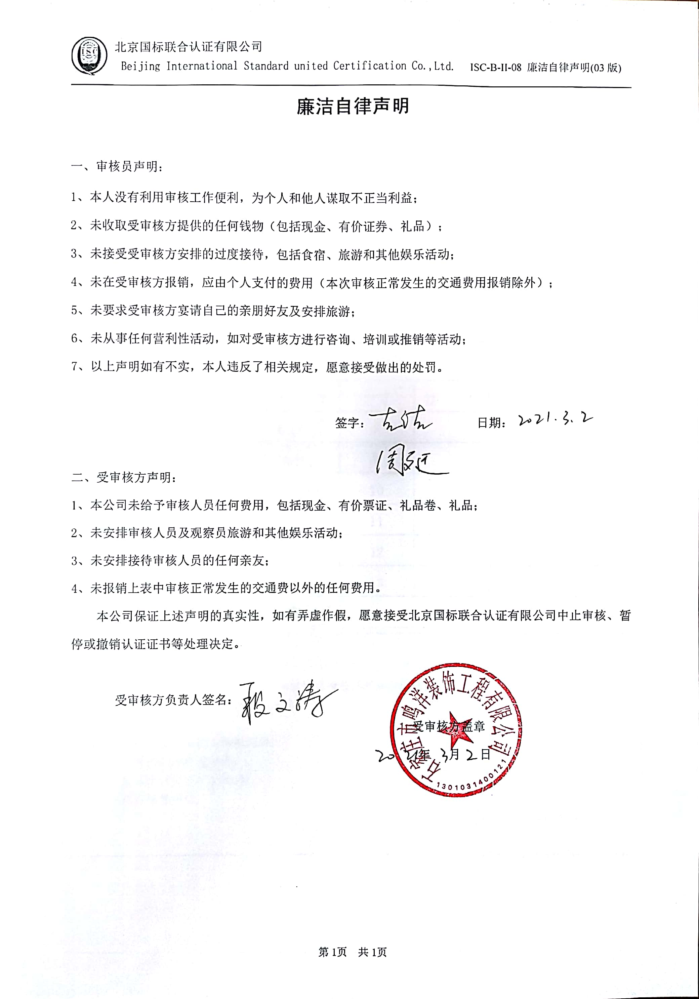 ISC
北京国标联合认证有限公司
Beijing International Standard united Certification Co.,Ltd. ISC-B-II-08 廉洁自律声明(03 版)
廉洁自律声明
一、审核员声明：
1、本人没有利用审核工作便利，为个人和他人谋取不正当利益；
2、未收取受审核方提供的任何钱物（包括现金、有价证券、礼品）；
3、未接受受审核方安排的过度接待，包括食宿、旅游和其他娱乐活动；
4、未在受审核方报销，应由个人支付的费用（本次审核正常发生的交通费用报销除外）；
5、未要求受审核方宴请自己的亲朋好友及安排旅游；
6、未从事任何营利性活动，如对受审核方进行咨询、培训或推销等活动；
7、以上声明如有不实，本人违反了相关规定，愿意接受做出的处罚。
签字：吉洁 日期：2021.3.2
周文廷
二、受审核方声明：
1、本公司未给予审核人员任何费用，包括现金、有价票证、礼品卷、礼品；
2、未安排审核人员及观察员旅游和其他娱乐活动；
3、未安排接待审核人员的任何亲友；
4、未报销上表中审核正常发生的交通费以外的任何费用。
本公司保证上述声明的真实性，如有弄虚作假，愿意接受北京国标联合认证有限公司中止审核、暂
停或撤销认证证书等处理决定。
受审核方负责人签名：文涛
石家庄市鸣洋装饰工程有限公司
受审核方盖章
2021年3月2日
1301031400121
第1页 共1页